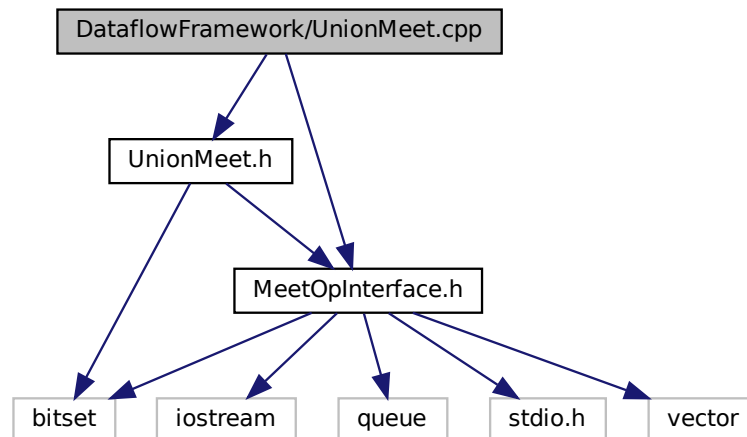 DataflowFramework/UnionMeet.cpp
UnionMeet.h
MeetOpInterface.h
bitset
iostream
queue
stdio.h
vector